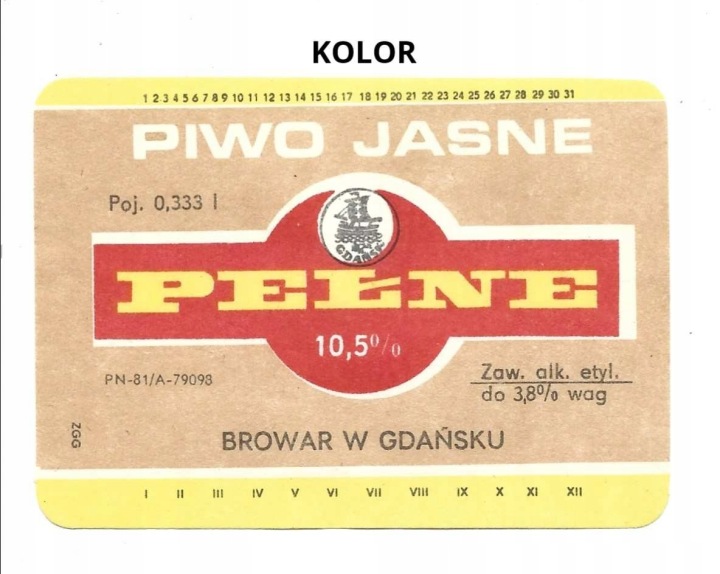 KOLOR
1 2 3 4 5 6 7 8 9 10 11 12 13 14 15 16 17 18 19 20 21 22 23 24 25 26 27 28 29 30 31
PIWO JASNE
Poj. 0,333 l
GDAŃSK
PEŁNE
10,5%
PN-81/A-79098
Zaw. alk. etyl.
do 3,8% wag
ZGG
BROWAR W GDAŃSKU
I II III IV V VI VII VIII IX X XI XII